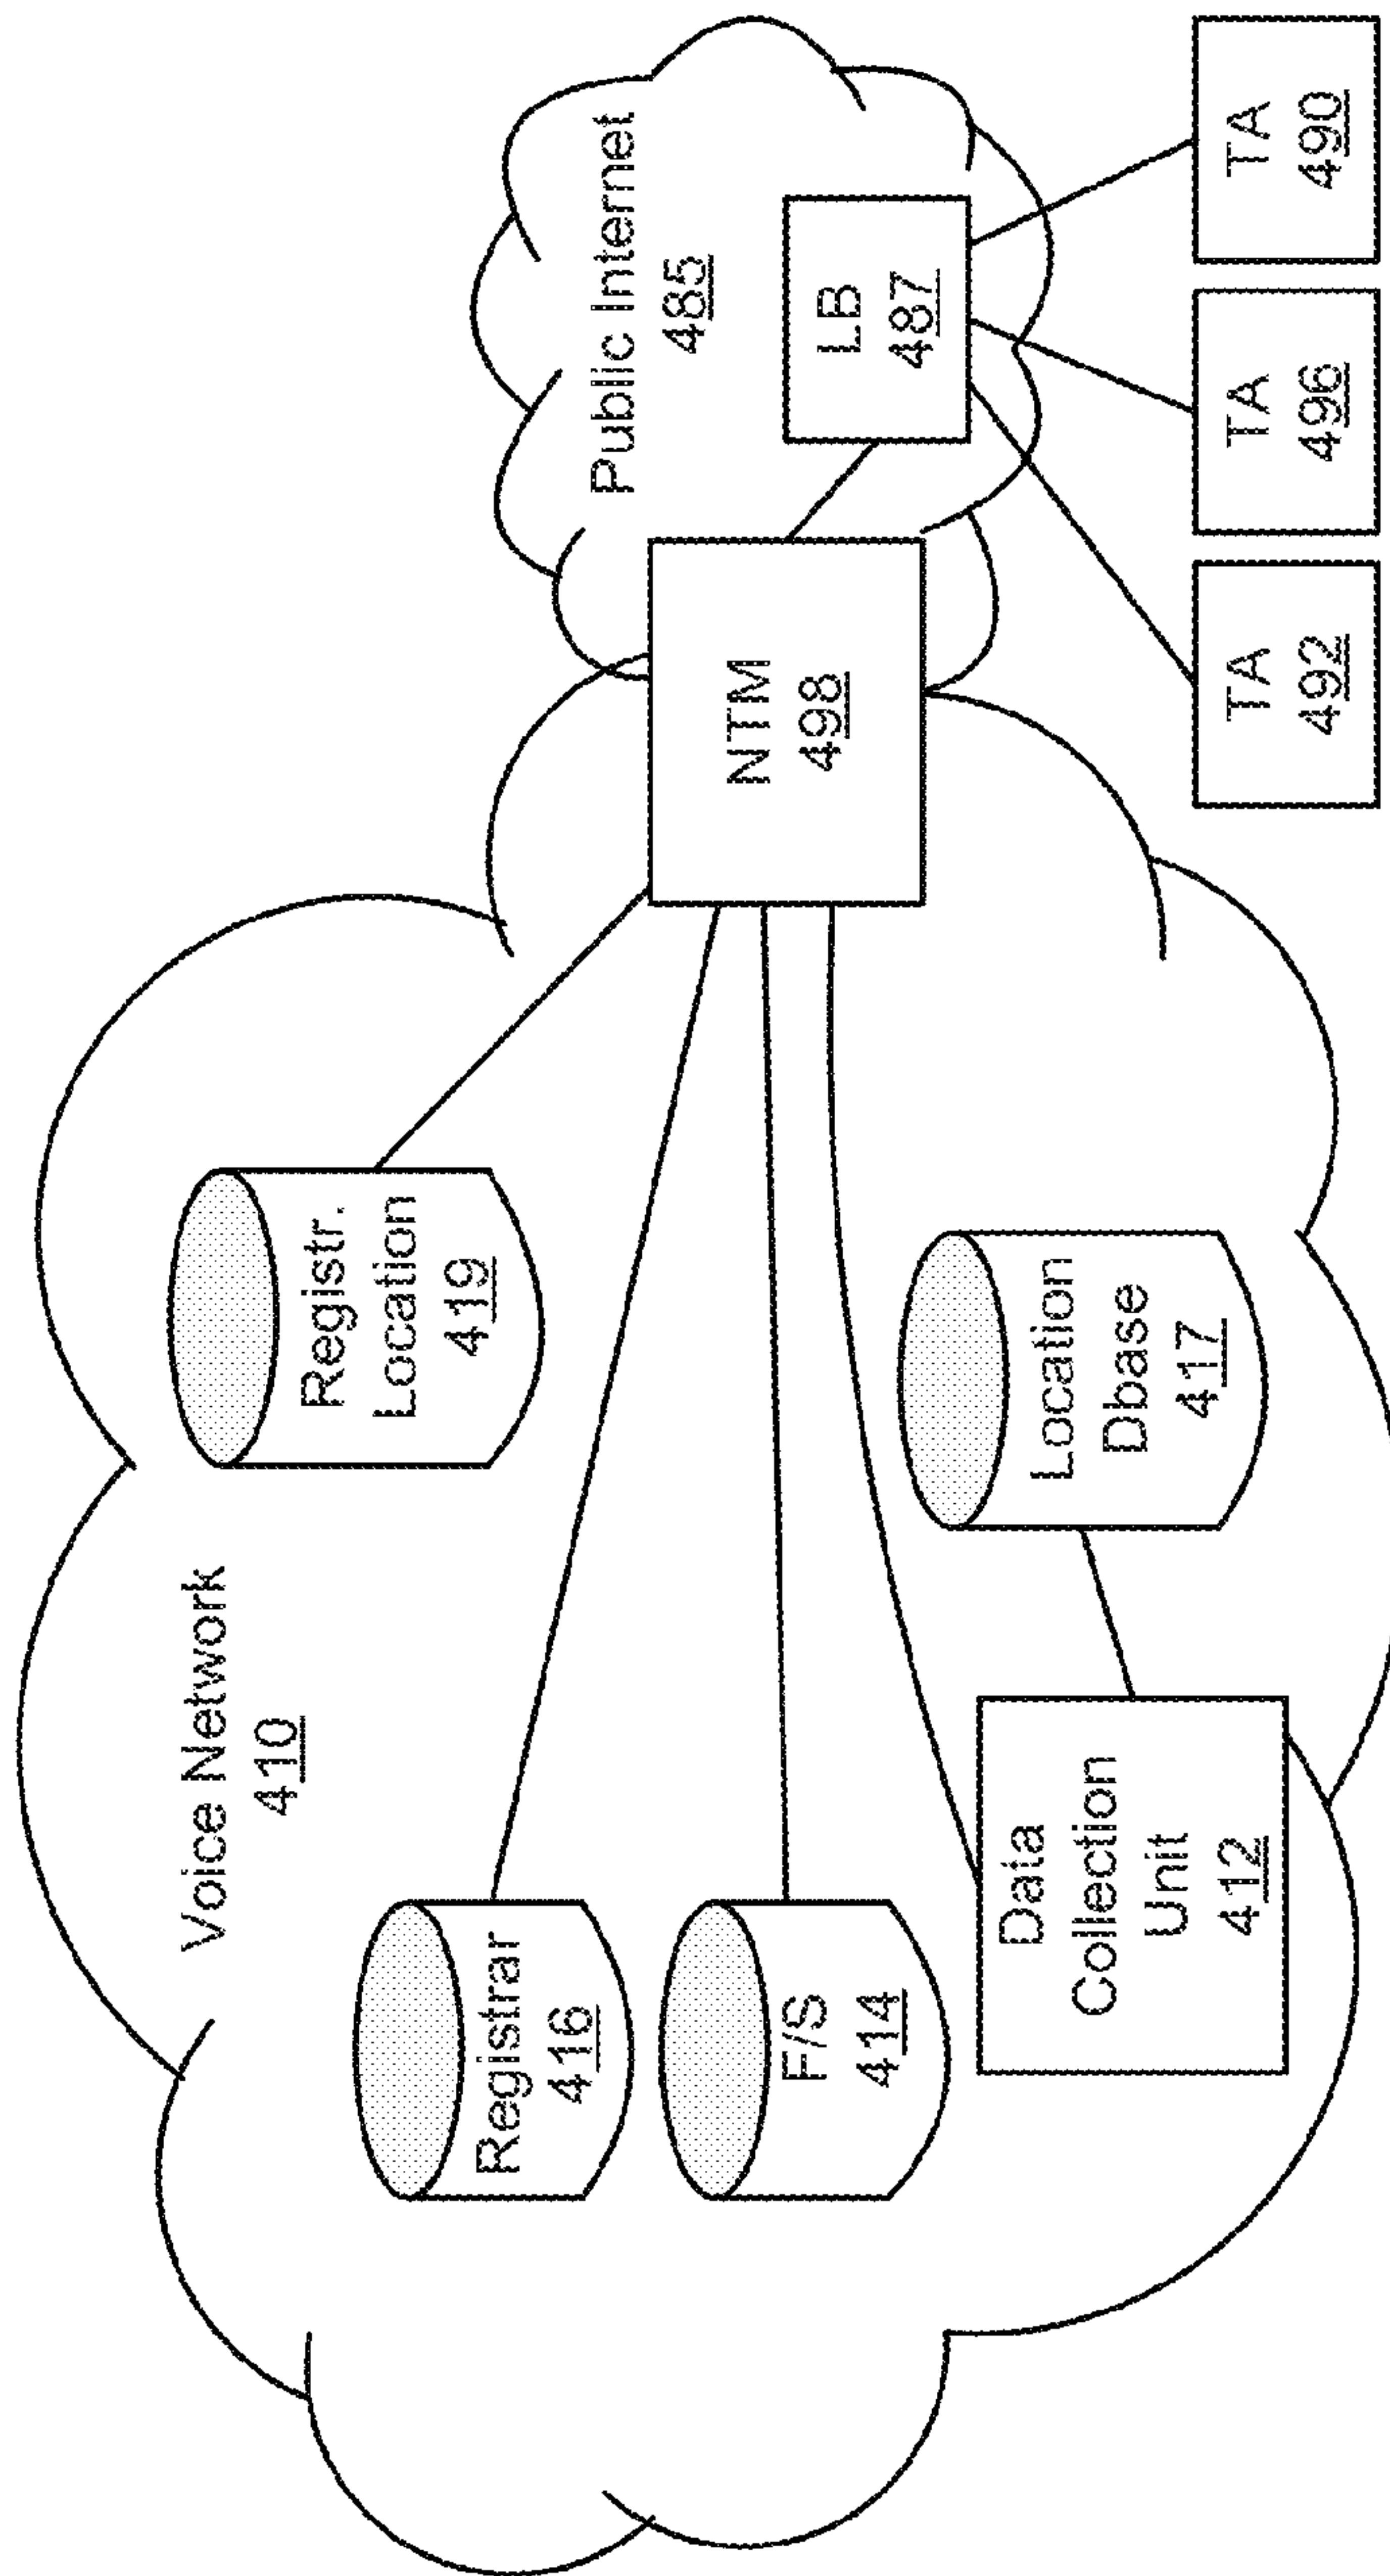 Voice Network
410
Registr.
Location
419
Public Internet
485
Registrar
416
F/S
414
NTM
498
LB
487
Data
Collection
Unit
412
Location
Dbase
417
TA
492
TA
496
TA
490